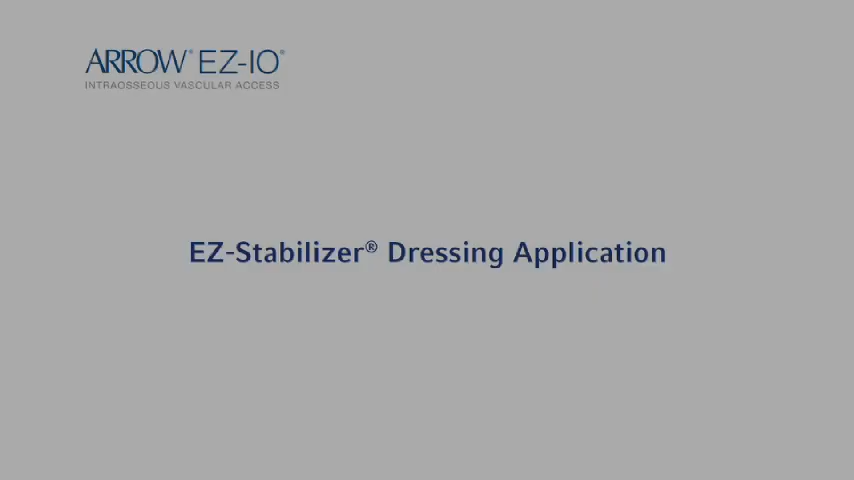 ARROW® EZ-IO®
INTRAOSSEOUS VASCULAR ACCESS
EZ-Stabilizer® Dressing Application